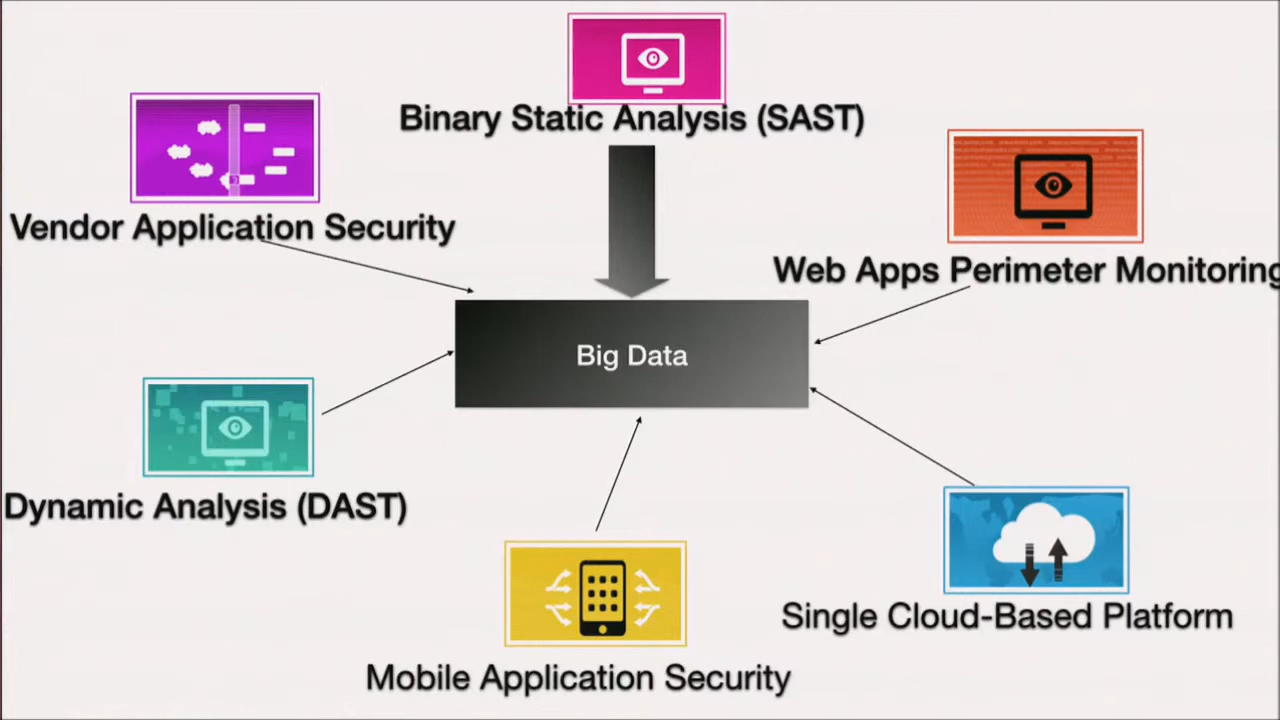 Binary Static Analysis (SAST)
Vendor Application Security
Web Apps Perimeter Monitoring
Big Data
Dynamic Analysis (DAST)
Single Cloud-Based Platform
Mobile Application Security